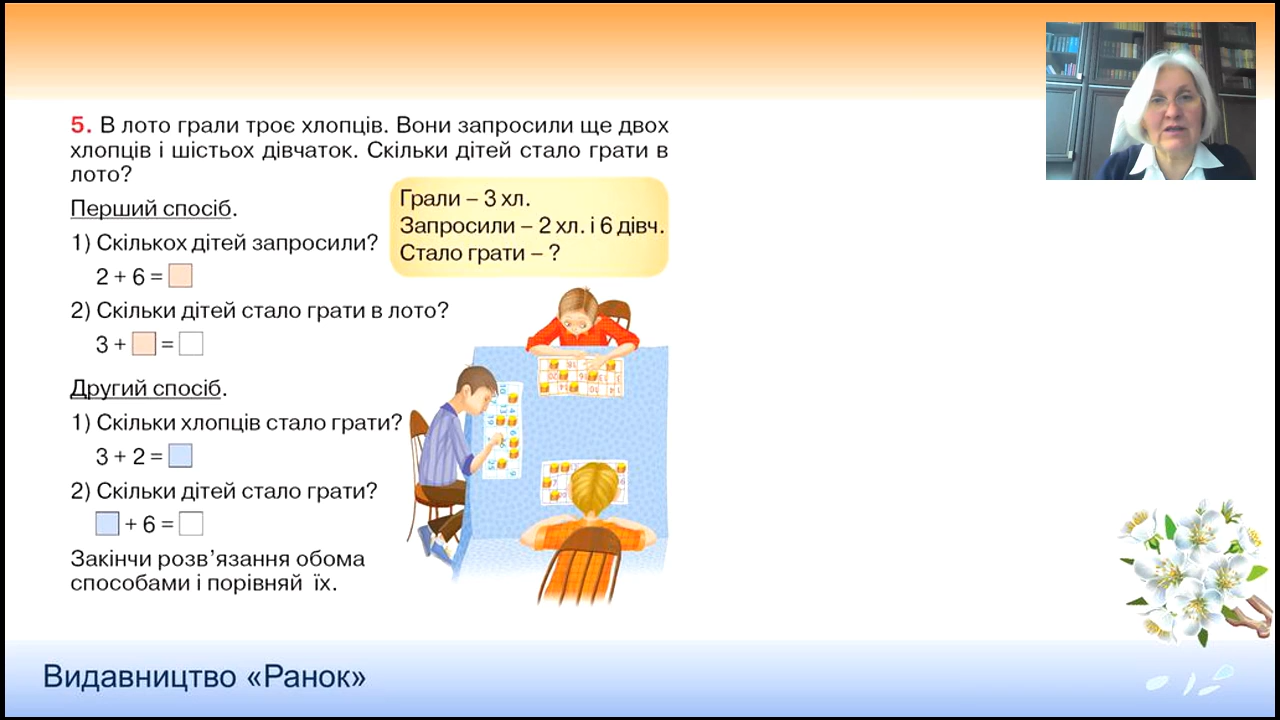 5. В лото грали троє хлопців. Вони запросили ще двох
хлопців і шістьох дівчаток. Скільки дітей стало грати в
лото?
Грали – 3 хл.
Запросили – 2 хл. і 6 дівч.
Стало грати – ?
Перший спосіб.
1) Скількох дітей запросили?
2 + 6 =
2) Скільки дітей стало грати в лото?
3 + =
Другий спосіб.
1) Скільки хлопців стало грати?
3 + 2 =
2) Скільки дітей стало грати?
+ 6 =
Закінчи розв’язання обома
способами і порівняй їх.
Видавництво «Ранок»